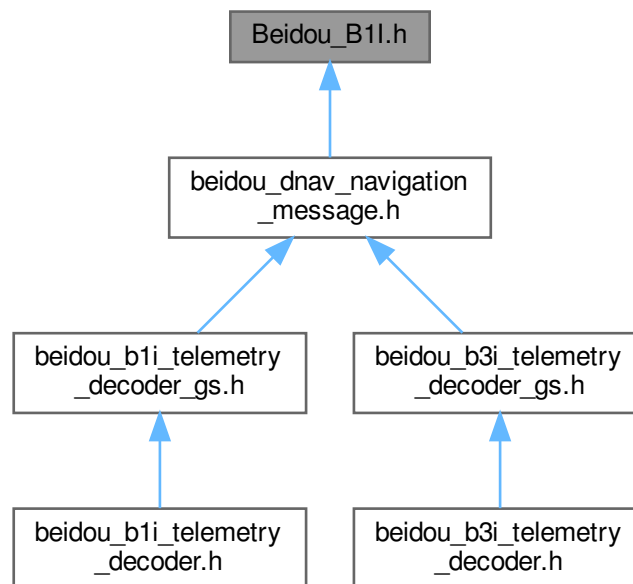 Beidou_B1I.h
beidou_dnav_navigation
_message.h
beidou_b1i_telemetry
_decoder_gs.h
beidou_b3i_telemetry
_decoder_gs.h
beidou_b1i_telemetry
_decoder.h
beidou_b3i_telemetry
_decoder.h